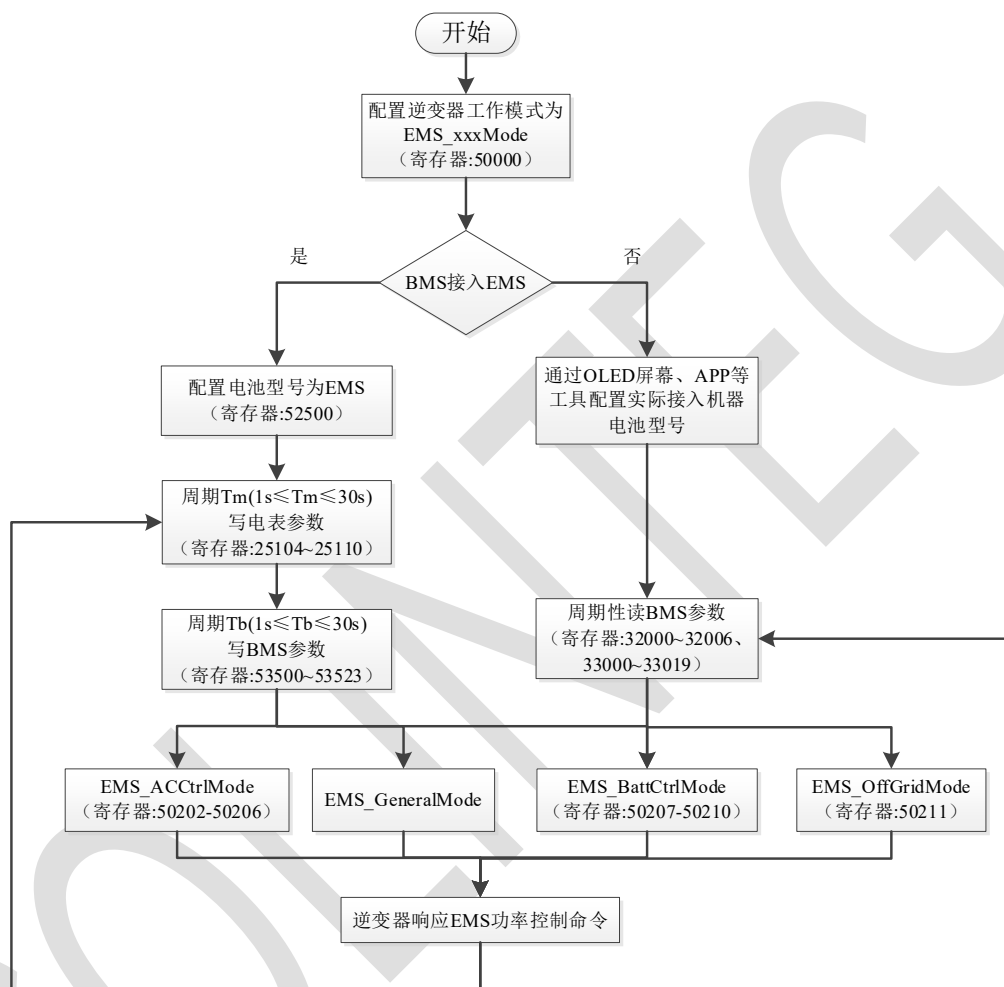 开始
配置逆变器工作模式为
EMS_xxxMode
（寄存器:50000）
是
否
BMS接入EMS
配置电池型号为EMS
（寄存器:52500）
通过OLED屏幕、APP等
工具配置实际接入机器
电池型号
周期Tm(1s≤Tm≤30s)
写电表参数
（寄存器:25104~25110）
周期Tb(1s≤Tb≤30s)
写BMS参数
（寄存器:53500~53523）
周期性读BMS参数
（寄存器:32000~32006、
33000~33019）
EMS_ACCtrlMode
（寄存器:50202-50206）
EMS_GeneralMode
EMS_BattCtrlMode
（寄存器:50207-50210）
EMS_OffGridMode
（寄存器:50211）
逆变器响应EMS功率控制命令
OLINTEG